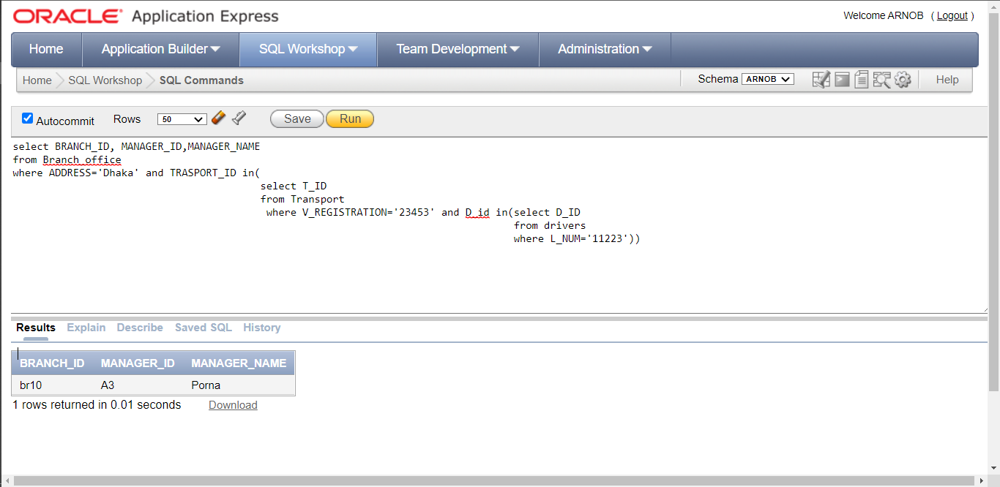 ORACLE® Application Express
Welcome ARNOB ( Logout )
Home Application Builder SQL Workshop Team Development Administration
Home SQL Workshop SQL Commands Schema ARNOB Help
Autocommit Rows 50 Save Run
select BRANCH_ID, MANAGER_ID,MANAGER_NAME
from Branch_office
where ADDRESS='Dhaka' and TRASPORT_ID in(
select T_ID
from Transport
where V_REGISTRATION='23453' and D_id in(select D_ID
from drivers
where L_NUM='11223'))
Results Explain Describe Saved SQL History
BRANCH_ID MANAGER_ID MANAGER_NAME
br10 A3 Porna
1 rows returned in 0.01 seconds Download